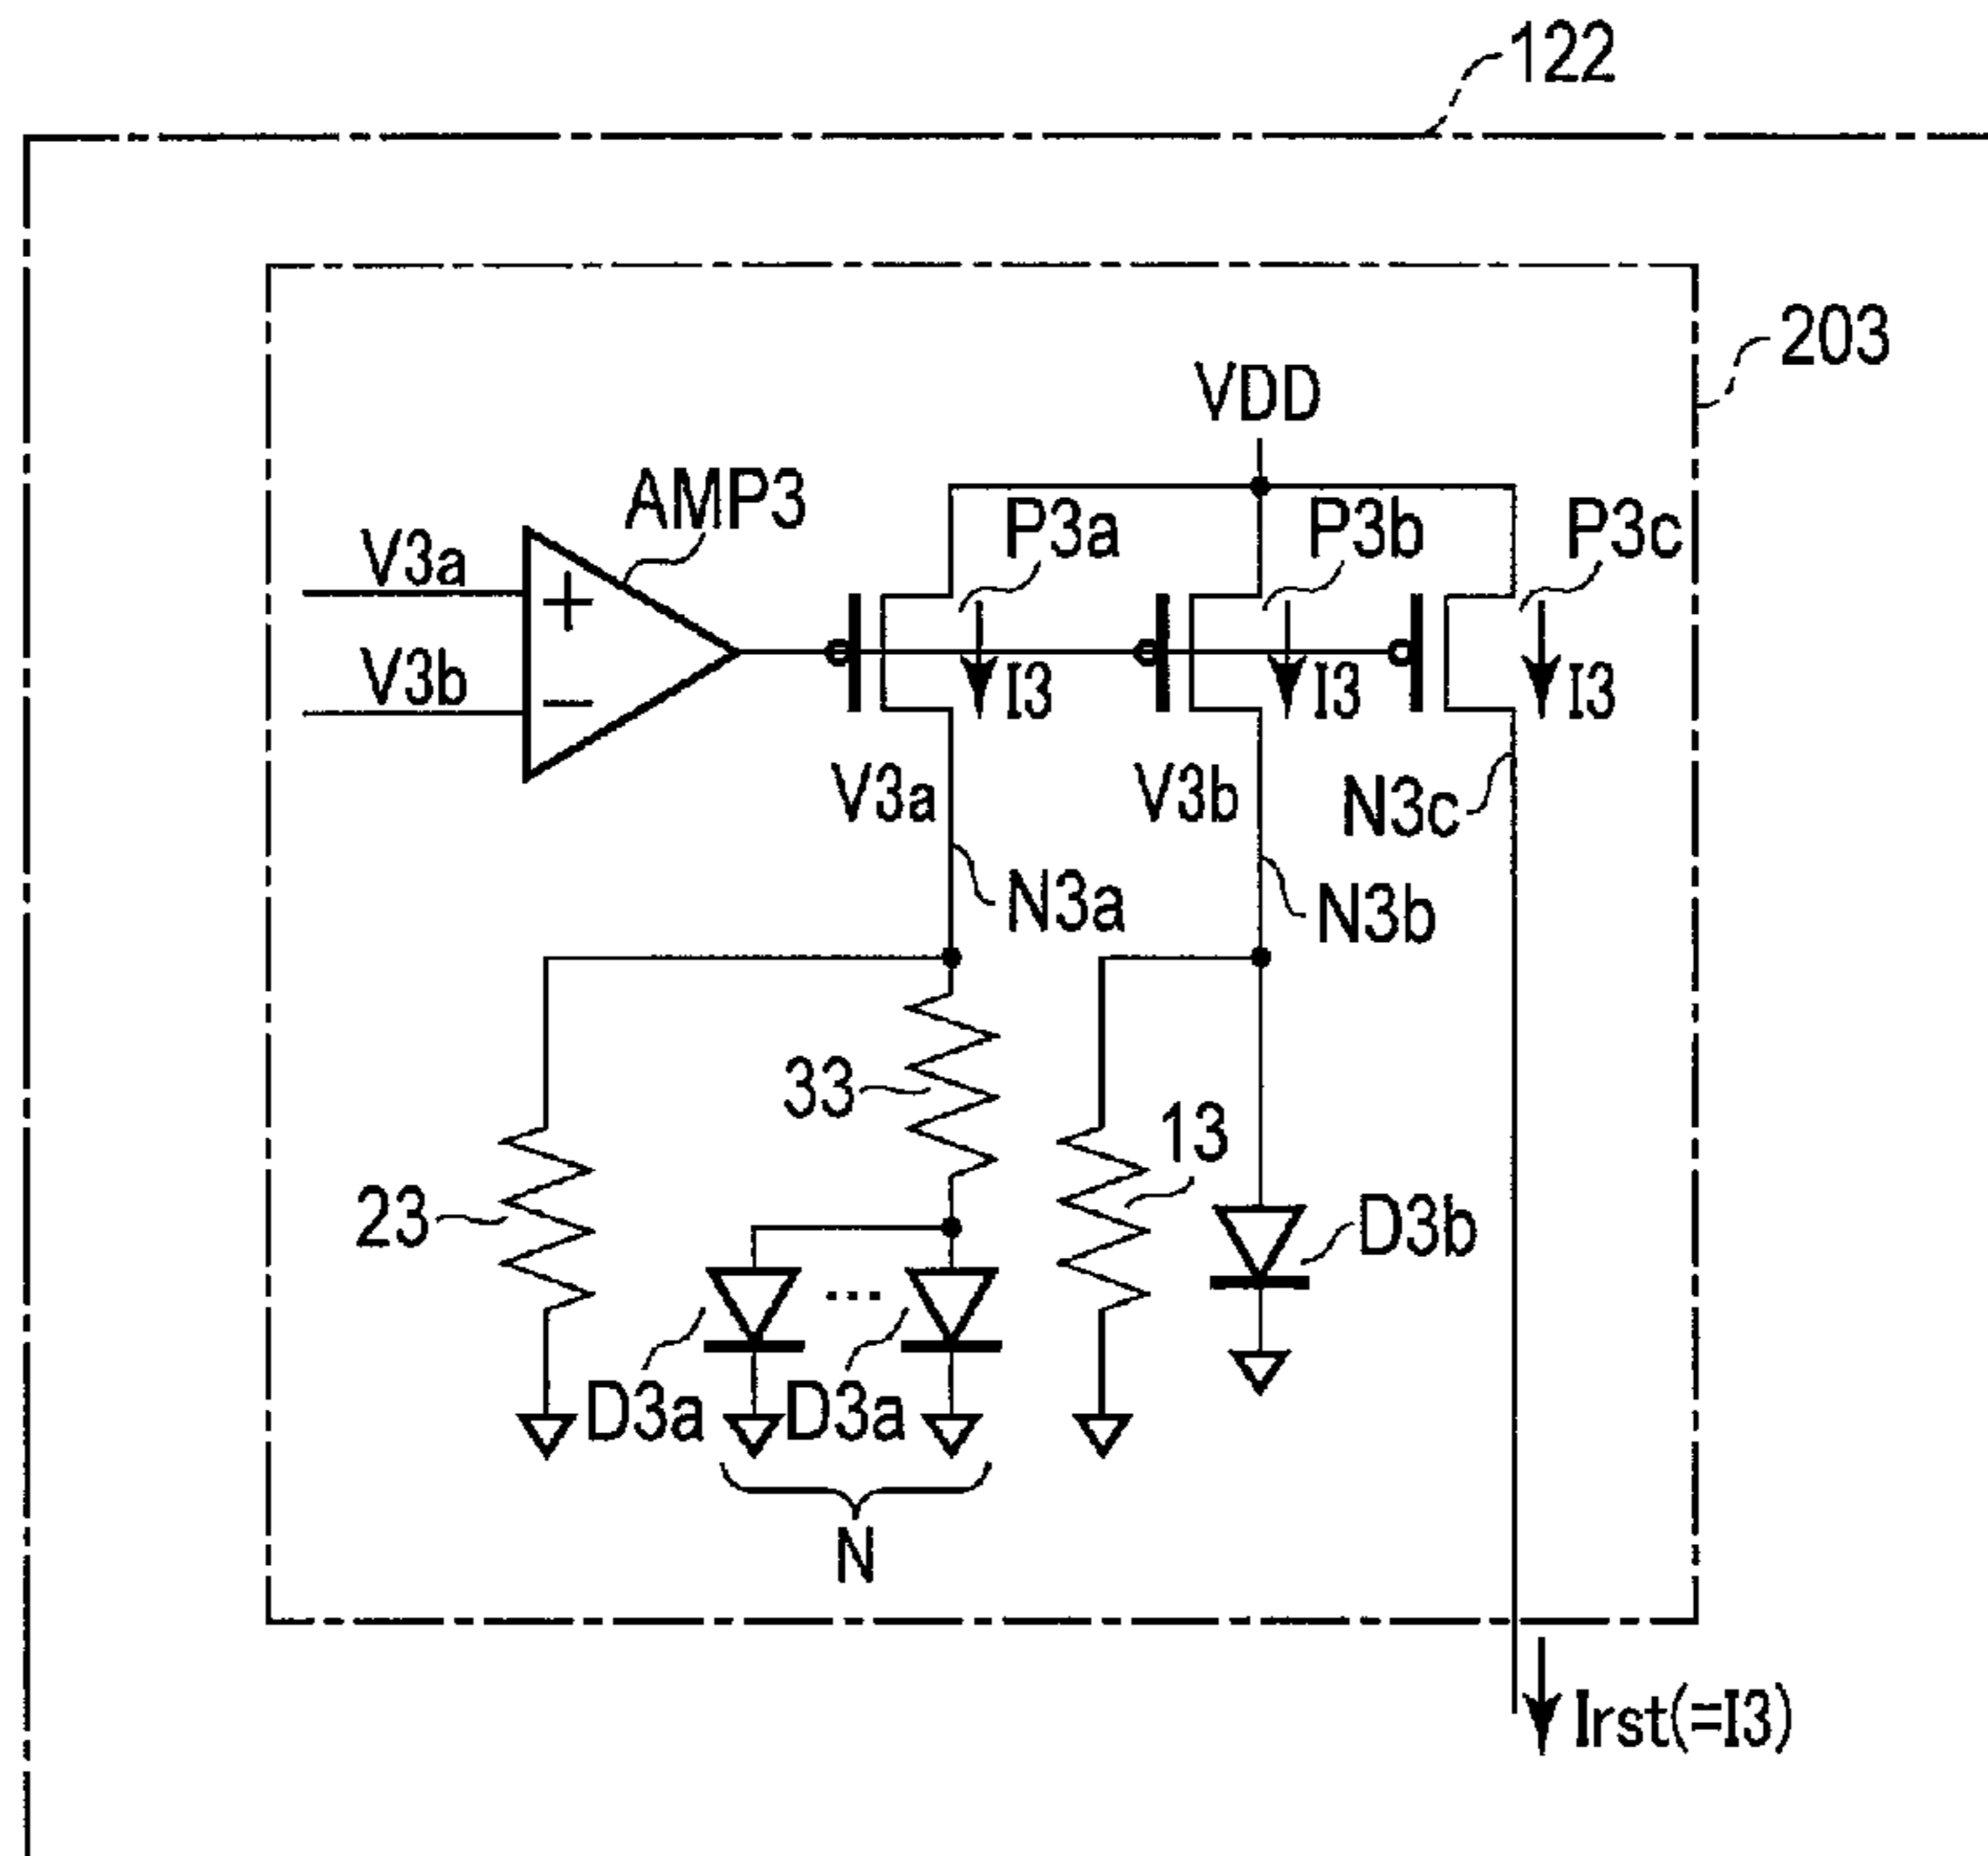 122
203
VDD
AMP3
P3a
P3b
P3c
V3a
+
V3b
−
I3
I3
I3
V3a
V3b
N3c
N3a
N3b
33
13
23
D3b
...
D3a
D3a
N
Irst(=I3)